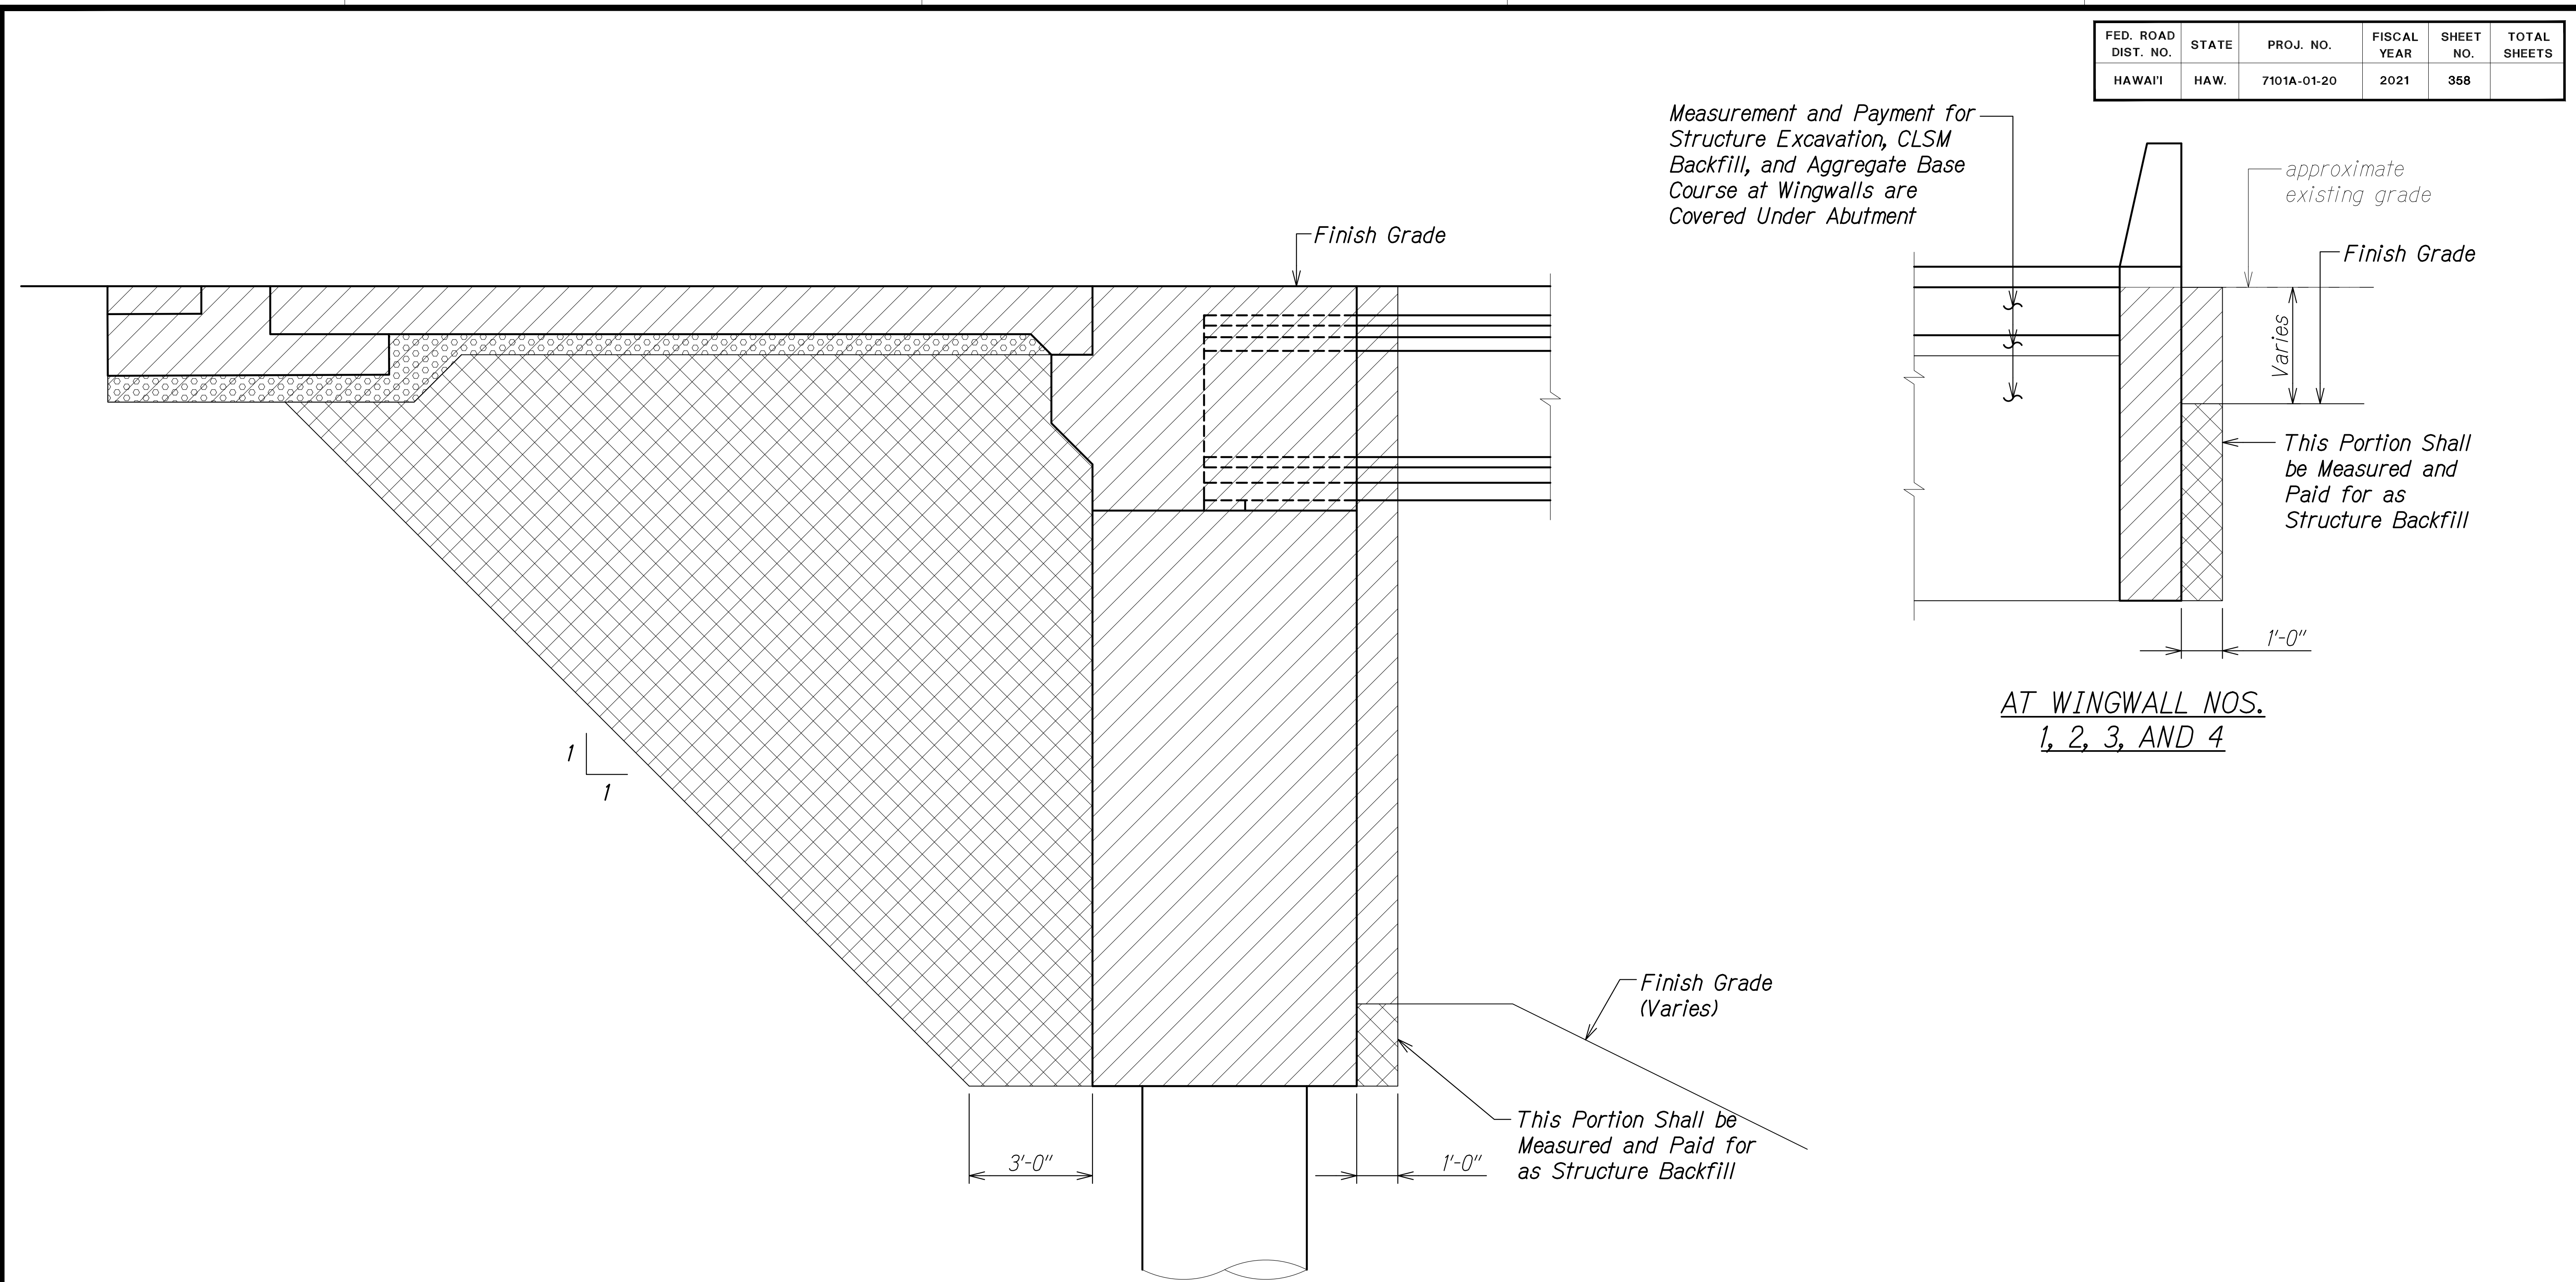 FED. ROAD DIST. NO. STATE PROJ. NO. FISCAL YEAR SHEET NO. TOTAL SHEETS
HAWAI'I HAW. 7101A-01-20 2021 358
Measurement and Payment for
Structure Excavation, CLSM
Backfill, and Aggregate Base
Course at Wingwalls are
Covered Under Abutment
approximate
existing grade
Finish Grade
Finish Grade
Varies
This Portion Shall
be Measured and
Paid for as
Structure Backfill
1'-0"
AT WINGWALL NOS.
1, 2, 3, AND 4
1
1
Finish Grade
(Varies)
This Portion Shall be
Measured and Paid for
as Structure Backfill
3'-0"
1'-0"